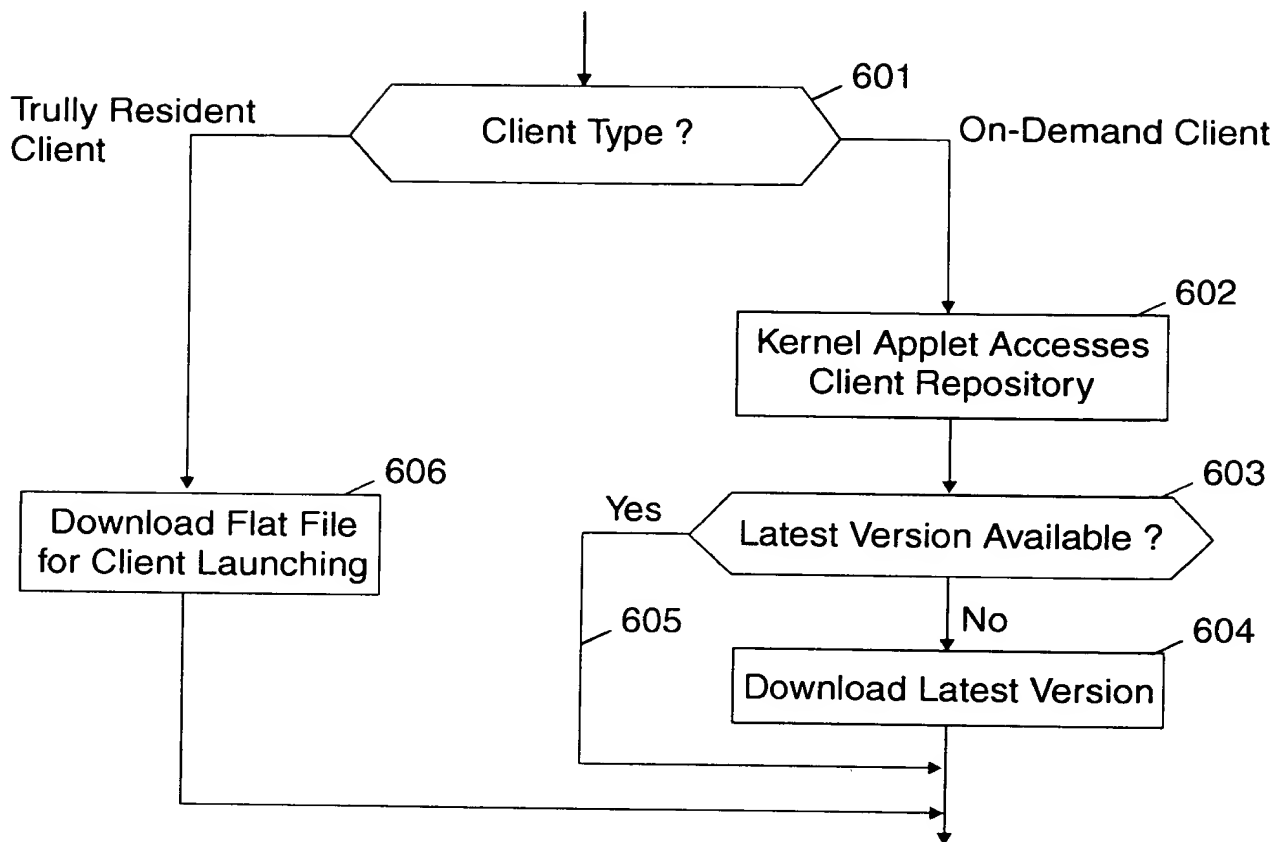 601
Trully Resident
Client
Client Type ?
On-Demand Client
602
Kernel Applet Accesses
Client Repository
606
Download Flat File
for Client Launching
603
Yes
Latest Version Available ?
605
No
604
Download Latest Version